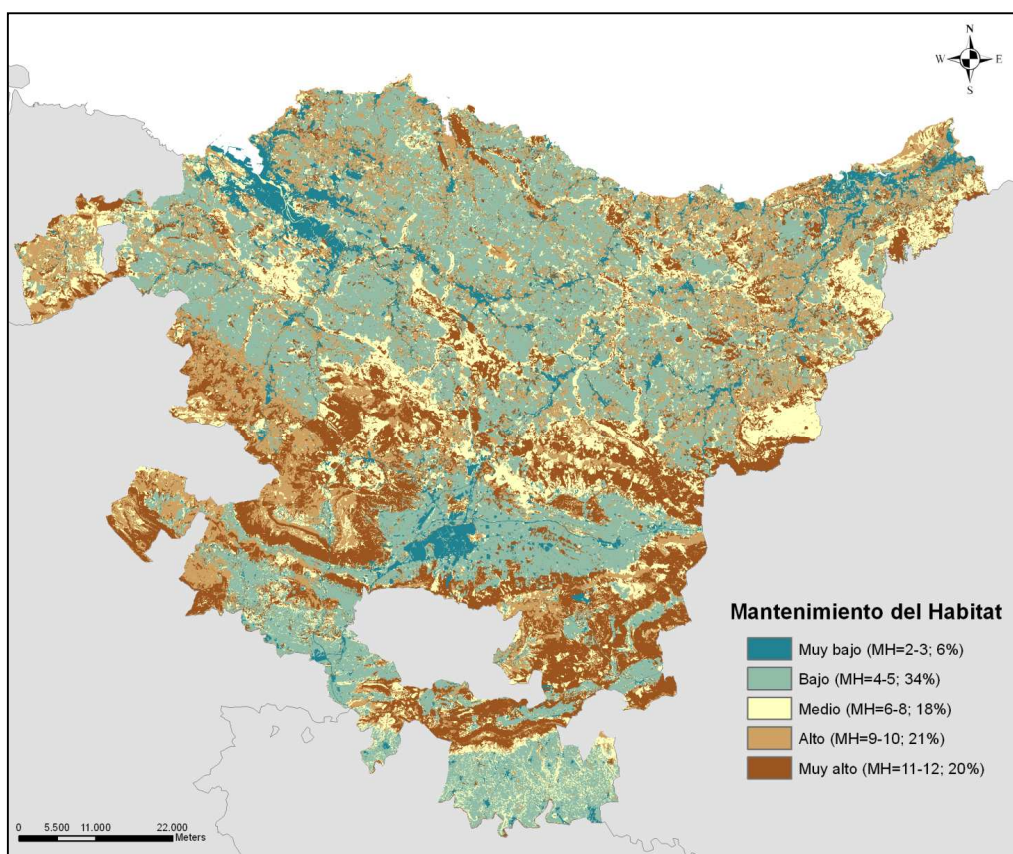 N
W E
S
Mantenimiento del Habitat
Muy bajo (MH=2-3; 6%)
Bajo (MH=4-5; 34%)
Medio (MH=6-8; 18%)
Alto (MH=9-10; 21%)
Muy alto (MH=11-12; 20%)
0 5.500 11.000 22.000
Meters